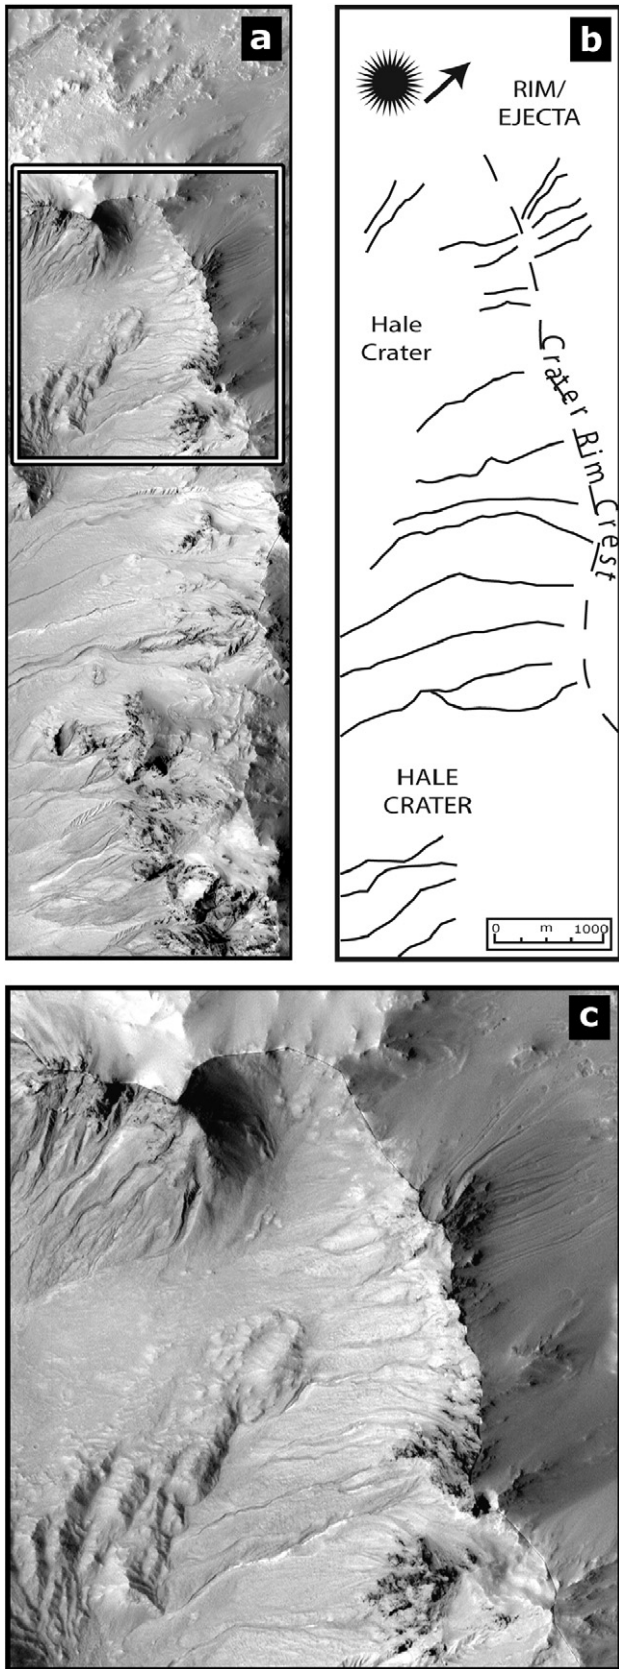 a
b
RIM/
EJECTA
Hale
Crater
Crater Rim Crest
HALE
CRATER
0 m 1000
c